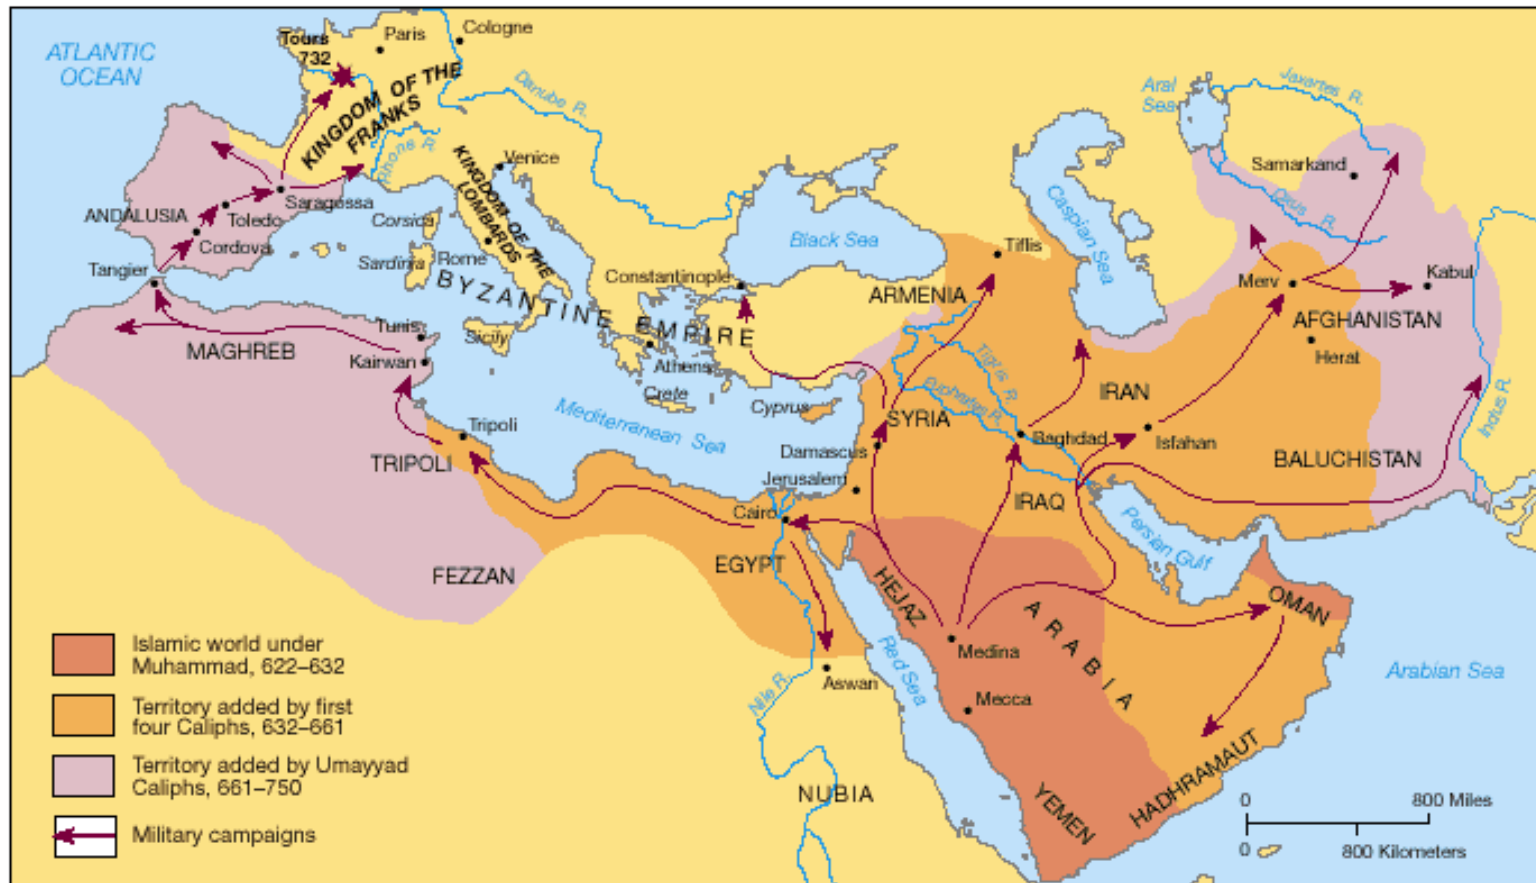 ATLANTIC
OCEAN
Tours
732
Paris
Cologne
KINGDOM OF THE
FRANKS
Danube R.
Rhone R.
Venice
KINGDOM OF THE
LOMBARDS
Aral
Sea
Jaxartes R.
Samarkand
Oxus R.
ANDALUSIA
Saragossa
Toledo
Cordova
Tangier
Corsica
Sardinia
Rome
BYZANTINE EMPIRE
Constantinople
Black Sea
Caspian Sea
Tiflis
ARMENIA
Merv
Kabul
AFGHANISTAN
Herat
MAGHREB
Tunis
Kairwan
Sicily
Athens
Crete
Cyprus
Mediterranean Sea
Tigris R.
Euphrates R.
SYRIA
IRAN
Baghdad
Isfahan
Indus R.
Tripoli
TRIPOLI
Damascus
Jerusalem
BALUCHISTAN
IRAQ
Cairo
Persian Gulf
EGYPT
FEZZAN
HEJAZ
ARABIA
OMAN
Medina
Mecca
Red Sea
Aswan
Nile R.
Arabian Sea
NUBIA
YEMEN
HADHRAMAUT
Islamic world under
Muhammad, 622–632
Territory added by first
four Caliphs, 632–661
Territory added by Umayyad
Caliphs, 661–750
Military campaigns
0 800 Miles
0 800 Kilometers